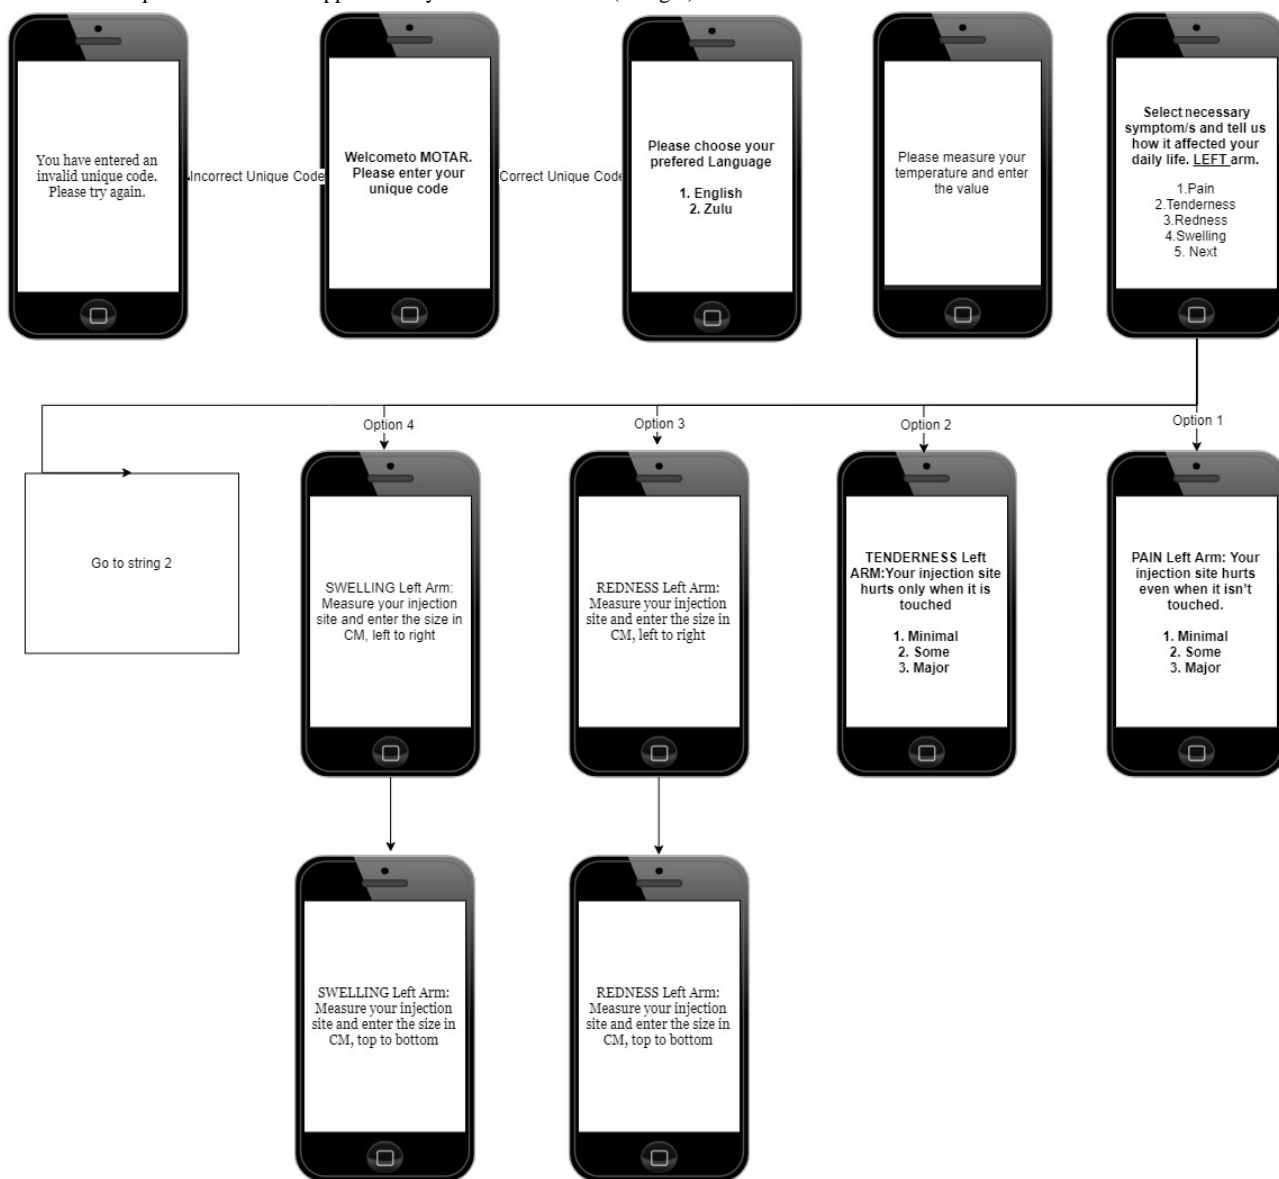 You have entered an
invalid unique code.
Please try again.
Incorrect Unique Code
Welcometo MOTAR.
Please enter your
unique code
Correct Unique Code
Please choose your
prefered Language
1. English
2. Zulu
Please measure your
temperature and enter
the value
Select necessary
symptom/s and tell us
how it affected your
daily life. LEFT arm.
1.Pain
2.Tenderness
3.Redness
4.Swelling
5. Next
Option 4
Option 3
Option 2
Option 1
Go to string 2
SWELLING Left Arm:
Measure your injection
site and enter the size in
CM, left to right
REDNESS Left Arm:
Measure your injection
site and enter the size in
CM, left to right
TENDERNESS Left
ARM:Your injection site
hurts only when it is
touched
1. Minimal
2. Some
3. Major
PAIN Left Arm: Your
injection site hurts
even when it isn't
touched.
1. Minimal
2. Some
3. Major
SWELLING Left Arm:
Measure your injection
site and enter the size in
CM, top to bottom
REDNESS Left Arm:
Measure your injection
site and enter the size in
CM, top to bottom